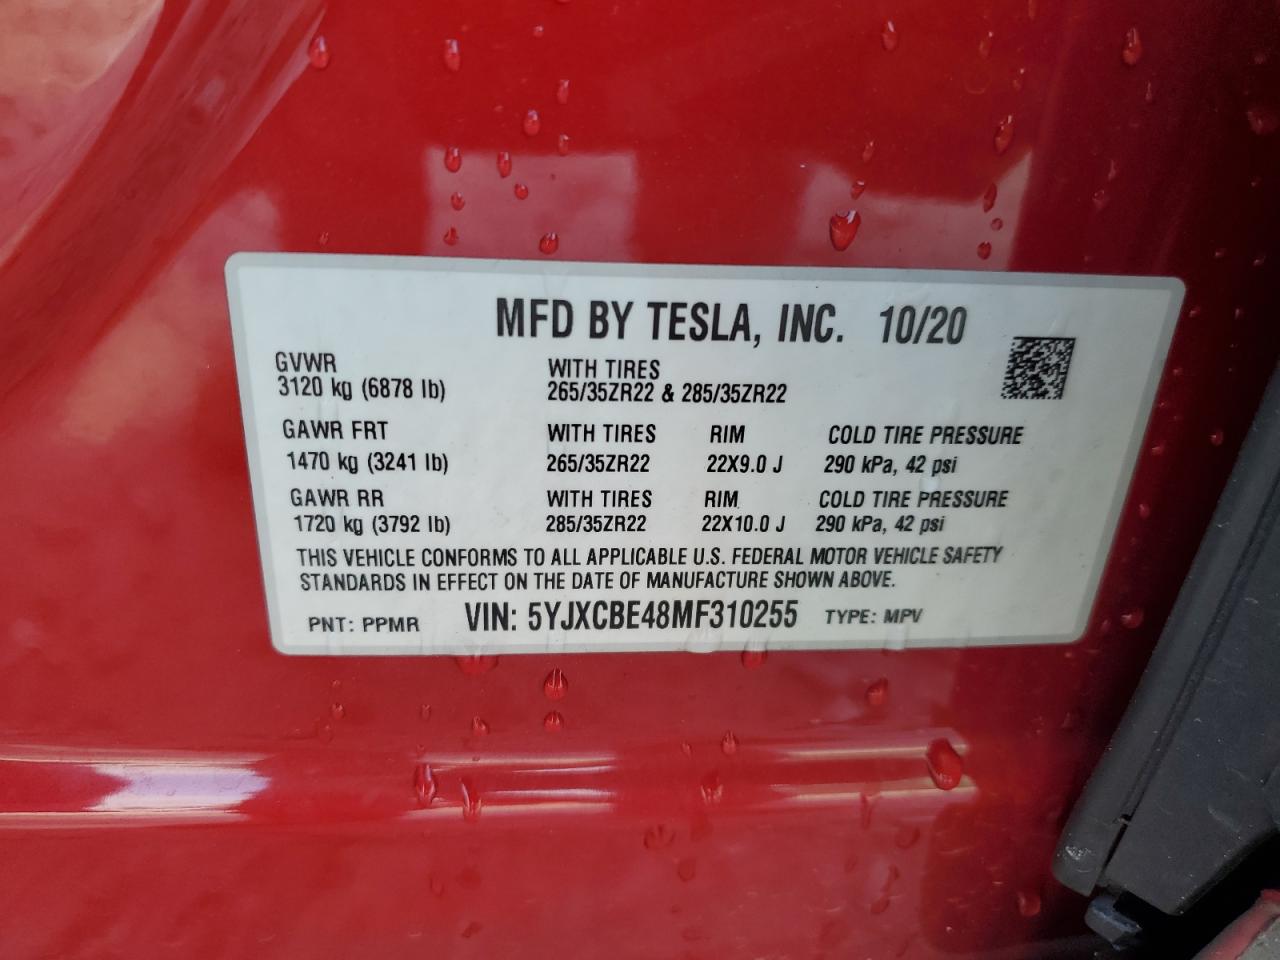 MFD BY TESLA, INC. 10/20
GVWR WITH TIRES
3120 kg (6878 lb) 265/35ZR22 & 285/35ZR22
GAWR FRT WITH TIRES RIM COLD TIRE PRESSURE
1470 kg (3241 lb) 265/35ZR22 22X9.0 J 290 kPa, 42 psi
GAWR RR WITH TIRES RIM COLD TIRE PRESSURE
1720 kg (3792 lb) 285/35ZR22 22X10.0 J 290 kPa, 42 psi
THIS VEHICLE CONFORMS TO ALL APPLICABLE U.S. FEDERAL MOTOR VEHICLE SAFETY
STANDARDS IN EFFECT ON THE DATE OF MANUFACTURE SHOWN ABOVE.
PNT: PPMR VIN: 5YJXCBE48MF310255 TYPE: MPV